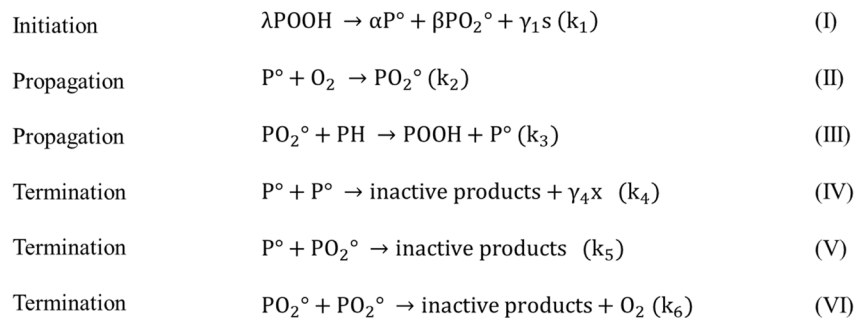 Initiation λPOOH → αP° + βPO₂° + γ₁s (k₁) (I)
Propagation P° + O₂ → PO₂° (k₂) (II)
Propagation PO₂° + PH → POOH + P° (k₃) (III)
Termination P° + P° → inactive products + γ₄x (k₄) (IV)
Termination P° + PO₂° → inactive products (k₅) (V)
Termination PO₂° + PO₂° → inactive products + O₂ (k₆) (VI)